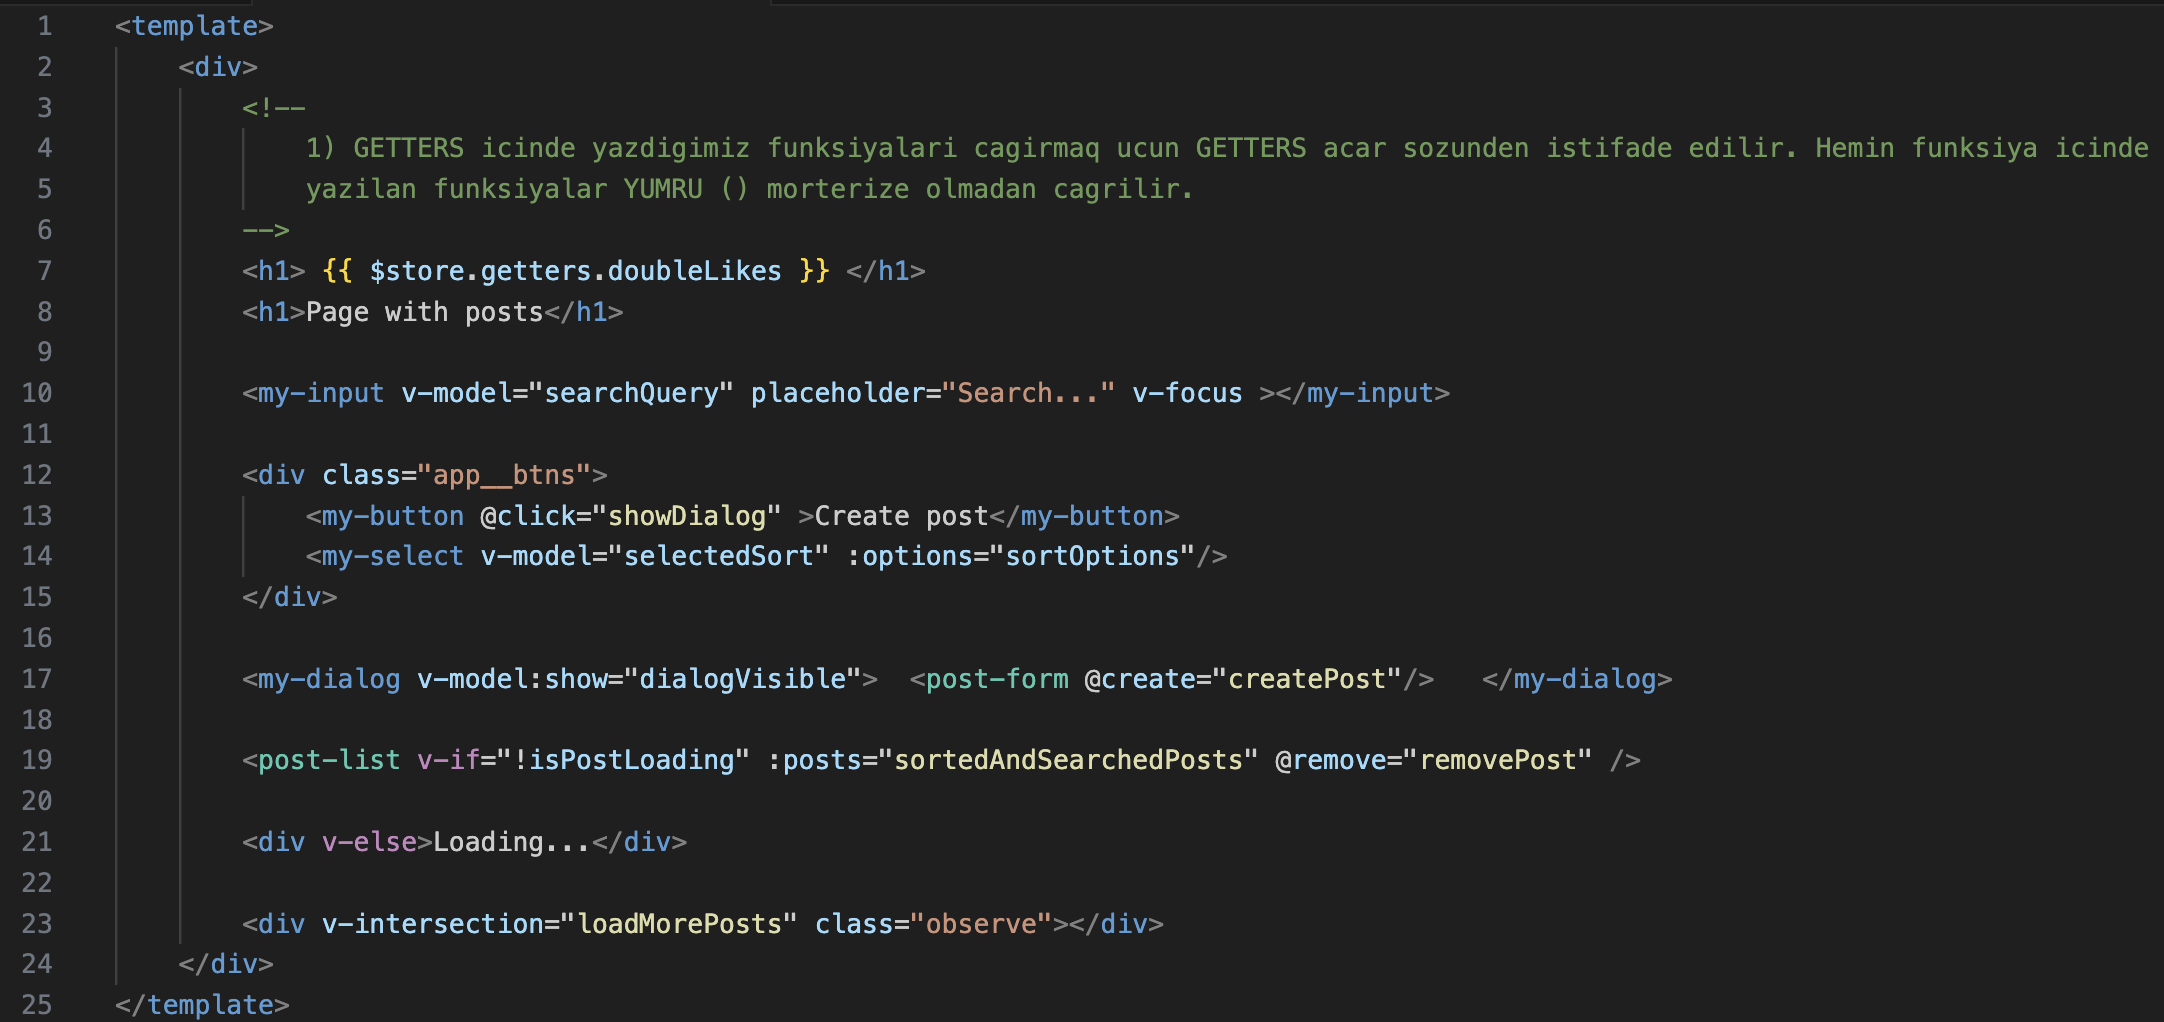 1 <template>
2 <div>
3 <!--
4 1) GETTERS icinde yazdigimiz funksiyalari cagirmaq ucun GETTERS acar sozunden istifade edilir. Hemin funksiya icinde
5 yazilan funksiyalar YUMRU () morterize olmadan cagrilir.
6 -->
7 <h1> {{ $store.getters.doubleLikes }} </h1>
8 <h1>Page with posts</h1>
9
10 <my-input v-model="searchQuery" placeholder="Search..." v-focus ></my-input>
11
12 <div class="app__btns">
13 <my-button @click="showDialog" >Create post</my-button>
14 <my-select v-model="selectedSort" :options="sortOptions"/>
15 </div>
16
17 <my-dialog v-model:show="dialogVisible">  <post-form @create="createPost"/>   </my-dialog>
18
19 <post-list v-if="!isPostLoading" :posts="sortedAndSearchedPosts" @remove="removePost" />
20
21 <div v-else>Loading...</div>
22
23 <div v-intersection="loadMorePosts" class="observe"></div>
24 </div>
25 </template>